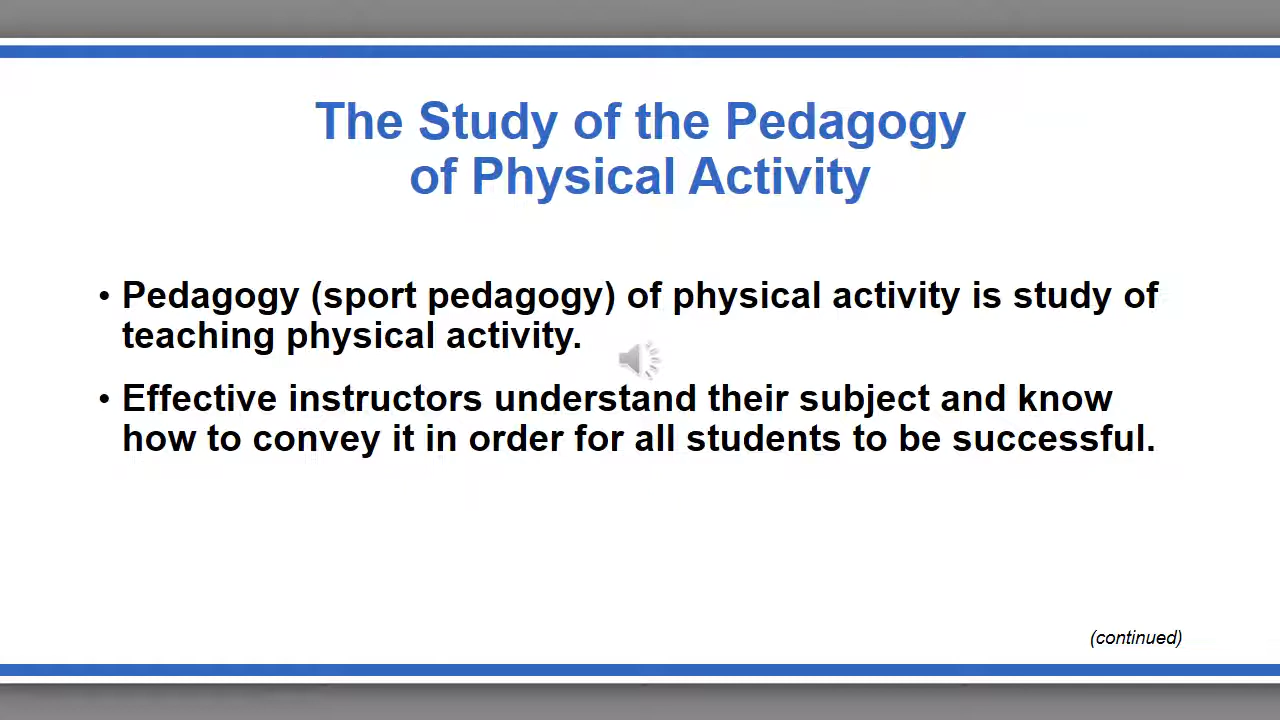 The Study of the Pedagogy
of Physical Activity
• Pedagogy (sport pedagogy) of physical activity is study of
teaching physical activity.
• Effective instructors understand their subject and know
how to convey it in order for all students to be successful.
(continued)